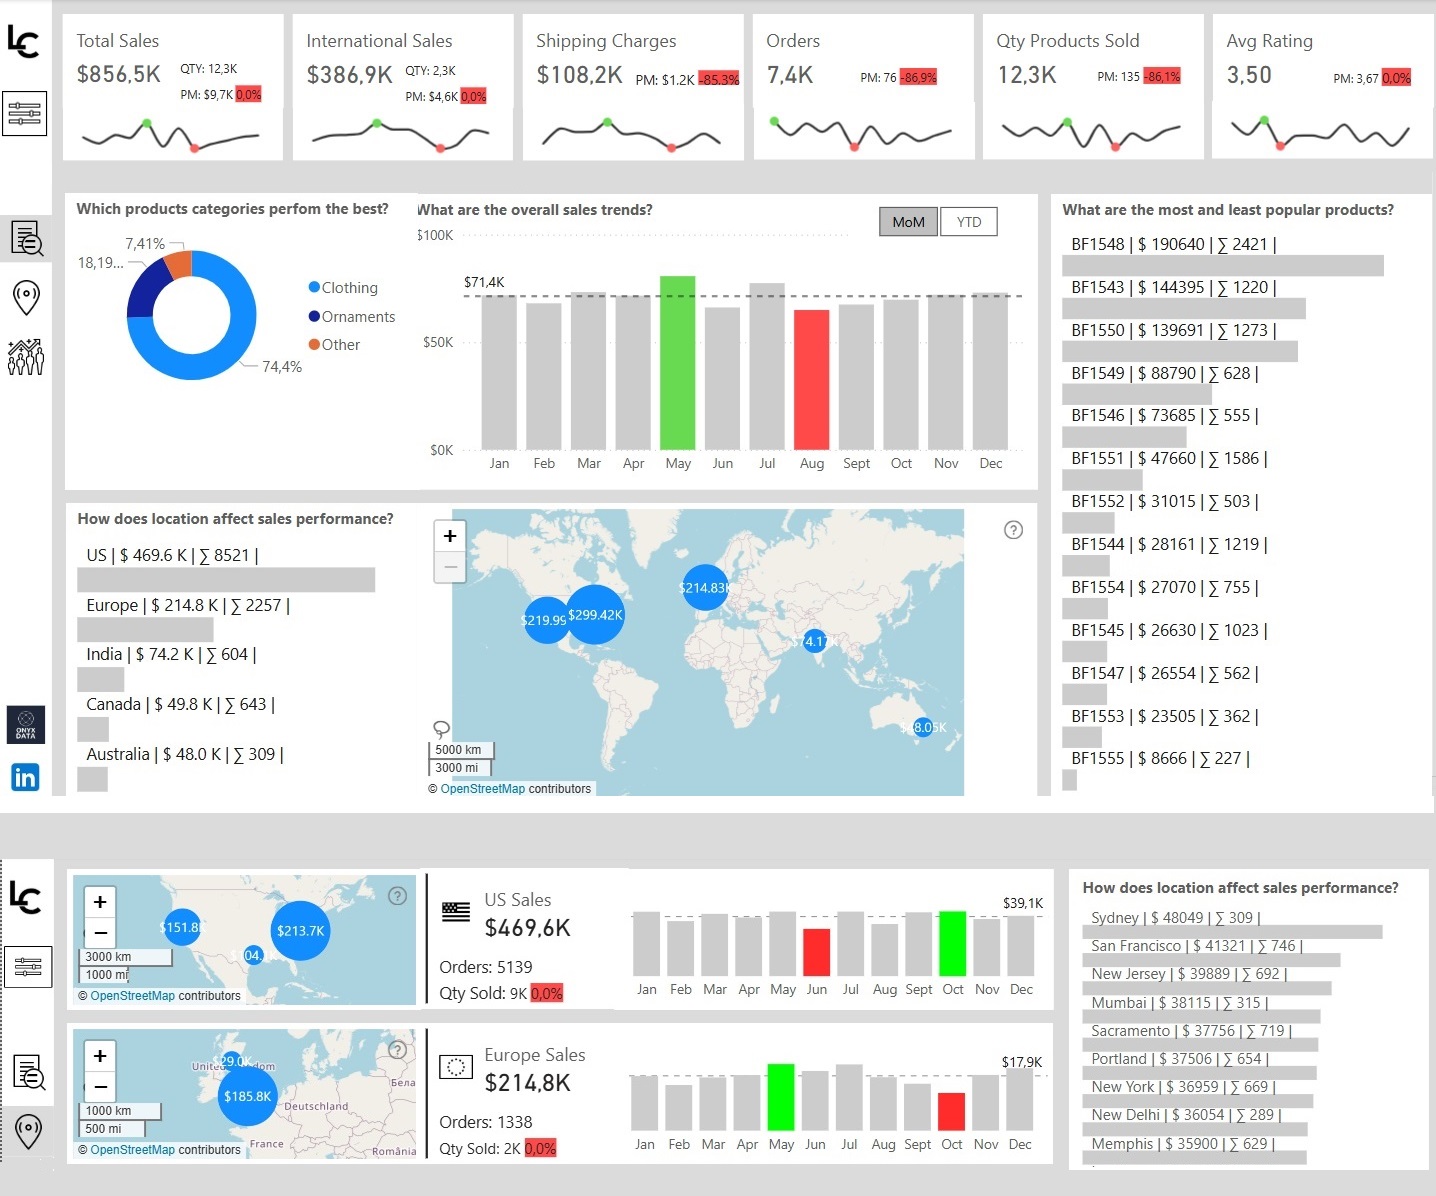 LC
Total Sales
$856,5K
QTY: 12,3K
PM: $9,7K 0,0%
International Sales
$386,9K
QTY: 2,3K
PM: $4,6K 0,0%
Shipping Charges
$108,2K
PM: $1.2K -85.3%
Orders
7,4K
PM: 76 -86,9%
Qty Products Sold
12,3K
PM: 135 -86,1%
Avg Rating
3,50
PM: 3,67 0,0%
Which products categories perfom the best?
7,41%
18,19...
74,4%
Clothing
Ornaments
Other
What are the overall sales trends?
MoM
YTD
$100K
$71,4K
$50K
$0K
Jan Feb Mar Apr May Jun Jul Aug Sept Oct Nov Dec
What are the most and least popular products?
BF1548 | $ 190640 | ∑ 2421 |
BF1543 | $ 144395 | ∑ 1220 |
BF1550 | $ 139691 | ∑ 1273 |
BF1549 | $ 88790 | ∑ 628 |
BF1546 | $ 73685 | ∑ 555 |
BF1551 | $ 47660 | ∑ 1586 |
BF1552 | $ 31015 | ∑ 503 |
BF1544 | $ 28161 | ∑ 1219 |
BF1554 | $ 27070 | ∑ 755 |
BF1545 | $ 26630 | ∑ 1023 |
BF1547 | $ 26554 | ∑ 562 |
BF1553 | $ 23505 | ∑ 362 |
BF1555 | $ 8666 | ∑ 227 |
How does location affect sales performance?
US | $ 469.6 K | ∑ 8521 |
Europe | $ 214.8 K | ∑ 2257 |
India | $ 74.2 K | ∑ 604 |
Canada | $ 49.8 K | ∑ 643 |
Australia | $ 48.0 K | ∑ 309 |
+
−
?
$214.83K
$219.99
$299.42K
5000 km
3000 mi
© OpenStreetMap contributors
ONYX
DATA
in
LC
+
−
?
$151.8K
$213.7K
3000 km
1000 mi
© OpenStreetMap contributors
US Sales
$469,6K
Orders: 5139
Qty Sold: 9K 0,0%
$39,1K
Jan Feb Mar Apr May Jun Jul Aug Sept Oct Nov Dec
+
−
?
$29.0K
$185.8K
Deutschland
France
România
Бела
1000 km
500 mi
© OpenStreetMap contributors
Europe Sales
$214,8K
Orders: 1338
Qty Sold: 2K 0,0%
$17,9K
Jan Feb Mar Apr May Jun Jul Aug Sept Oct Nov Dec
How does location affect sales performance?
Sydney | $ 48049 | ∑ 309 |
San Francisco | $ 41321 | ∑ 746 |
New Jersey | $ 39889 | ∑ 692 |
Mumbai | $ 38115 | ∑ 315 |
Sacramento | $ 37756 | ∑ 719 |
Portland | $ 37506 | ∑ 654 |
New York | $ 36959 | ∑ 669 |
New Delhi | $ 36054 | ∑ 289 |
Memphis | $ 35900 | ∑ 629 |